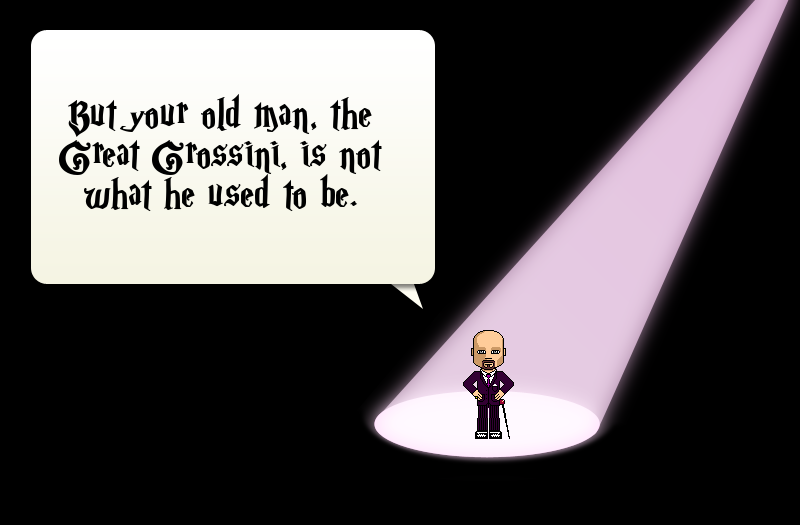 But your old man, the
Great Grossini, is not
what he used to be.